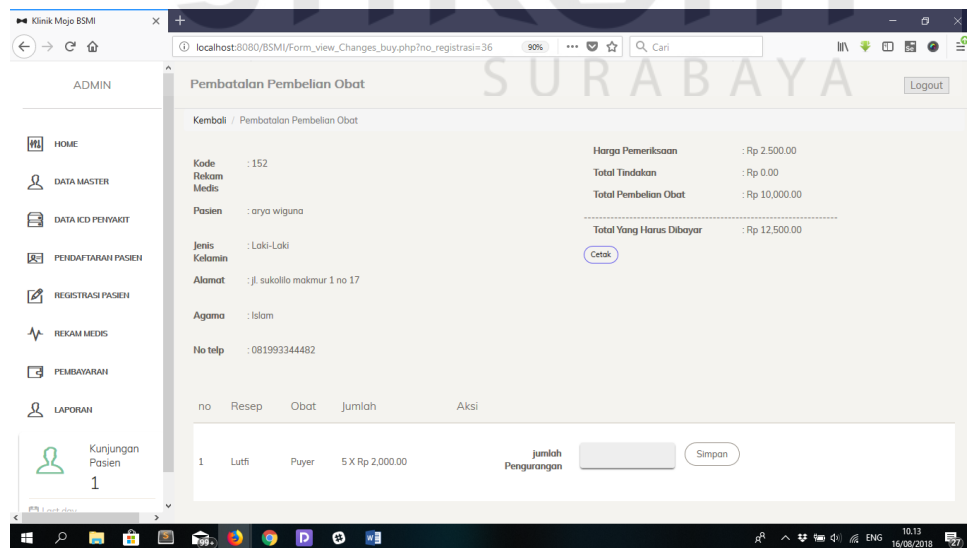 Klinik Mojo BSMI
localhost:8080/BSMI/Form_view_Changes_buy.php?no_registrasi=36
90%
Cari
SURABAYA
ADMIN
Pembatalan Pembelian Obat
Logout
Kembali / Pembatalan Pembelian Obat
HOME
DATA MASTER
DATA ICD PENYAKIT
PENDAFTARAN PASIEN
REGISTRASI PASIEN
REKAM MEDIS
PEMBAYARAN
LAPORAN
Kunjungan
Pasien
1
Last day
Kode Rekam Medis : 152
Pasien : arya wiguna
Jenis Kelamin : Laki-Laki
Alamat : jl. sukolilo makmur 1 no 17
Agama : Islam
No telp : 081993344482
Harga Pemeriksaan : Rp 2.500.00
Total Tindakan : Rp 0.00
Total Pembelian Obat : Rp 10,000.00
Total Yang Harus Dibayar : Rp 12,500.00
Cetak
no Resep Obat Jumlah Aksi
1 Lutfi Puyer 5 X Rp 2,000.00 jumlah Pengurangan Simpan
99+
ENG
10.13
16/08/2018
27